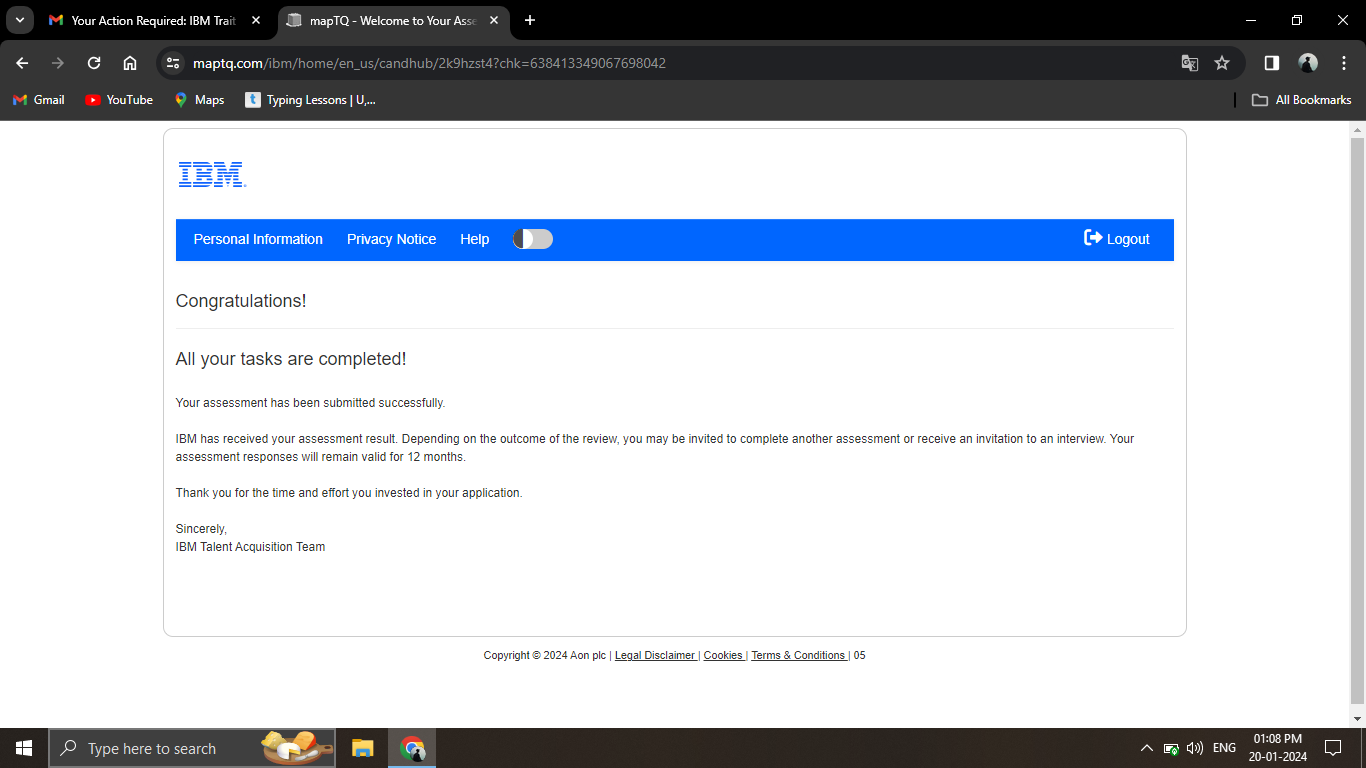 Your Action Required: IBM Trait
mapTQ - Welcome to Your Asse
maptq.com/ibm/home/en_us/candhub/2k9hzst4?chk=638413349067698042
Gmail
YouTube
Maps
Typing Lessons | U,...
All Bookmarks
IBM
Personal Information
Privacy Notice
Help
Logout
Congratulations!
All your tasks are completed!
Your assessment has been submitted successfully.
IBM has received your assessment result. Depending on the outcome of the review, you may be invited to complete another assessment or receive an invitation to an interview. Your
assessment responses will remain valid for 12 months.
Thank you for the time and effort you invested in your application.
Sincerely,
IBM Talent Acquisition Team
Copyright © 2024 Aon plc | Legal Disclaimer | Cookies | Terms & Conditions | 05
Type here to search
ENG
01:08 PM
20-01-2024